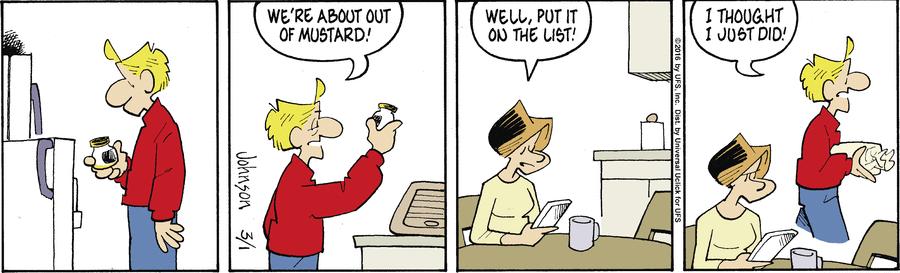 WE'RE ABOUT OUT
OF MUSTARD!
Johnson 3/1
WELL, PUT IT
ON THE LIST!
©2016 by UFS, Inc. Dist. by Universal Uclick for UFS
I THOUGHT
I JUST DID!